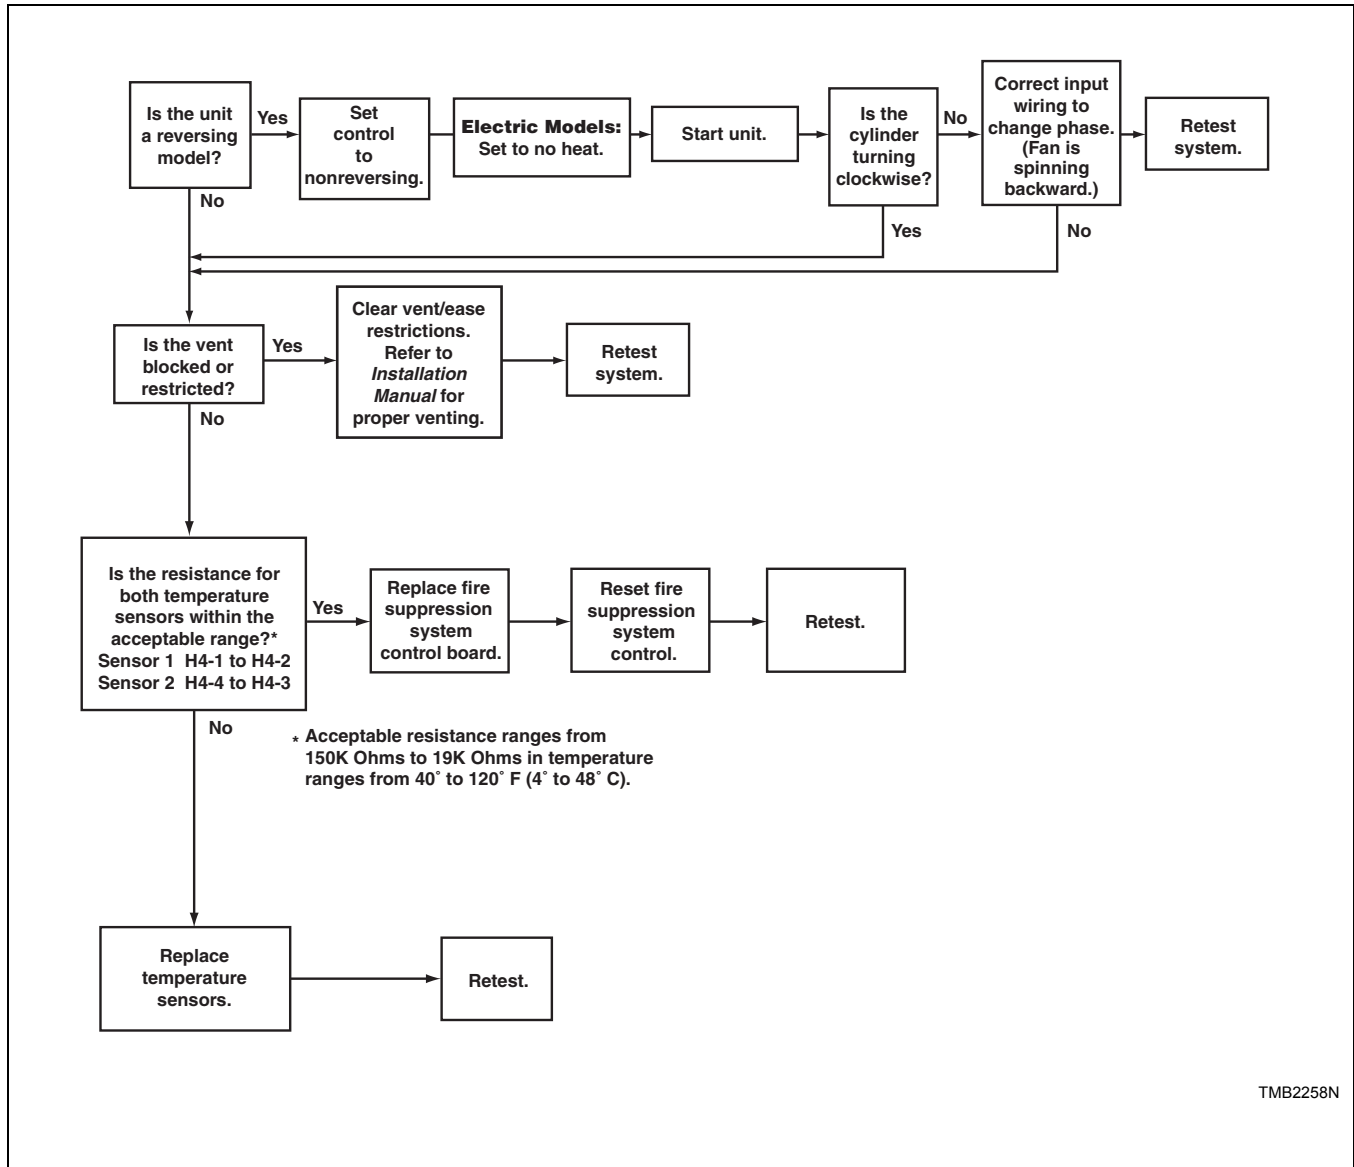 Is the unit
a reversing
model?
Yes
No
Set
control
to
nonreversing.
Electric Models:
Set to no heat.
Start unit.
Is the
cylinder
turning
clockwise?
No
Yes
Correct input
wiring to
change phase.
(Fan is
spinning
backward.)
No
Retest
system.
Is the vent
blocked or
restricted?
Yes
No
Clear vent/ease
restrictions.
Refer to
Installation
Manual for
proper venting.
Retest
system.
Is the resistance for
both temperature
sensors within the
acceptable range?*
Sensor 1 H4-1 to H4-2
Sensor 2 H4-4 to H4-3
Yes
No
Replace fire
suppression
system
control board.
Reset fire
suppression
system
control.
Retest.
* Acceptable resistance ranges from
150K Ohms to 19K Ohms in temperature
ranges from 40˚ to 120˚ F (4˚ to 48˚ C).
Replace
temperature
sensors.
Retest.
TMB2258N